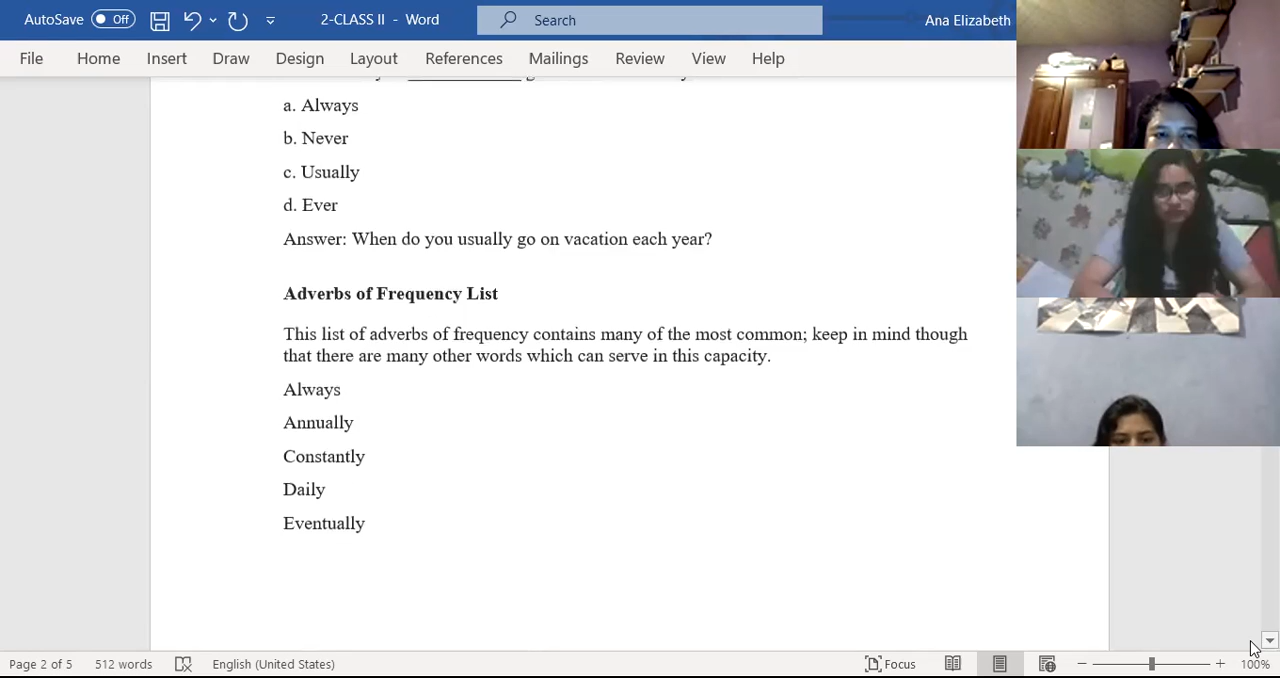 AutoSave Off 2-CLASS II - Word Search Ana Elizabeth
File Home Insert Draw Design Layout References Mailings Review View Help
a. Always
b. Never
c. Usually
d. Ever
Answer: When do you usually go on vacation each year?
Adverbs of Frequency List
This list of adverbs of frequency contains many of the most common; keep in mind though
that there are many other words which can serve in this capacity.
Always
Annually
Constantly
Daily
Eventually
Page 2 of 5 512 words English (United States) Focus 100%